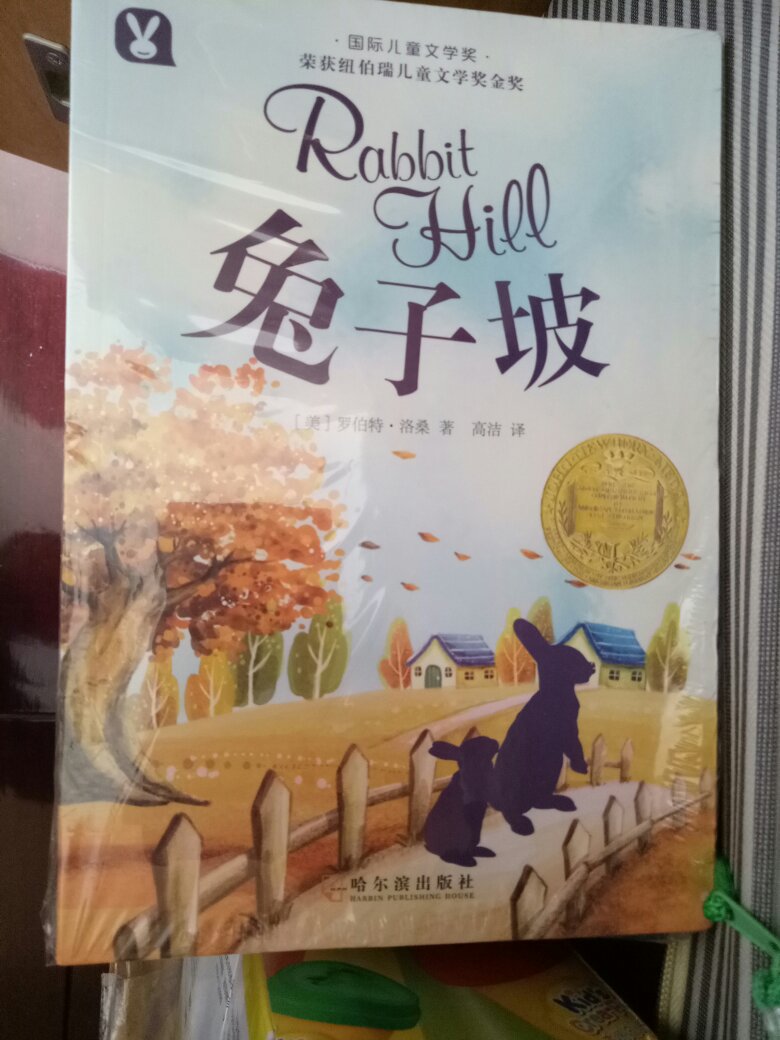 ·国际儿童文学奖·
荣获纽伯瑞儿童文学奖金奖
Rabbit
Hill
兔子坡
[美]罗伯特·洛桑 著 高洁 译
哈尔滨出版社
HARBIN PUBLISHING HOUSE
Kid's